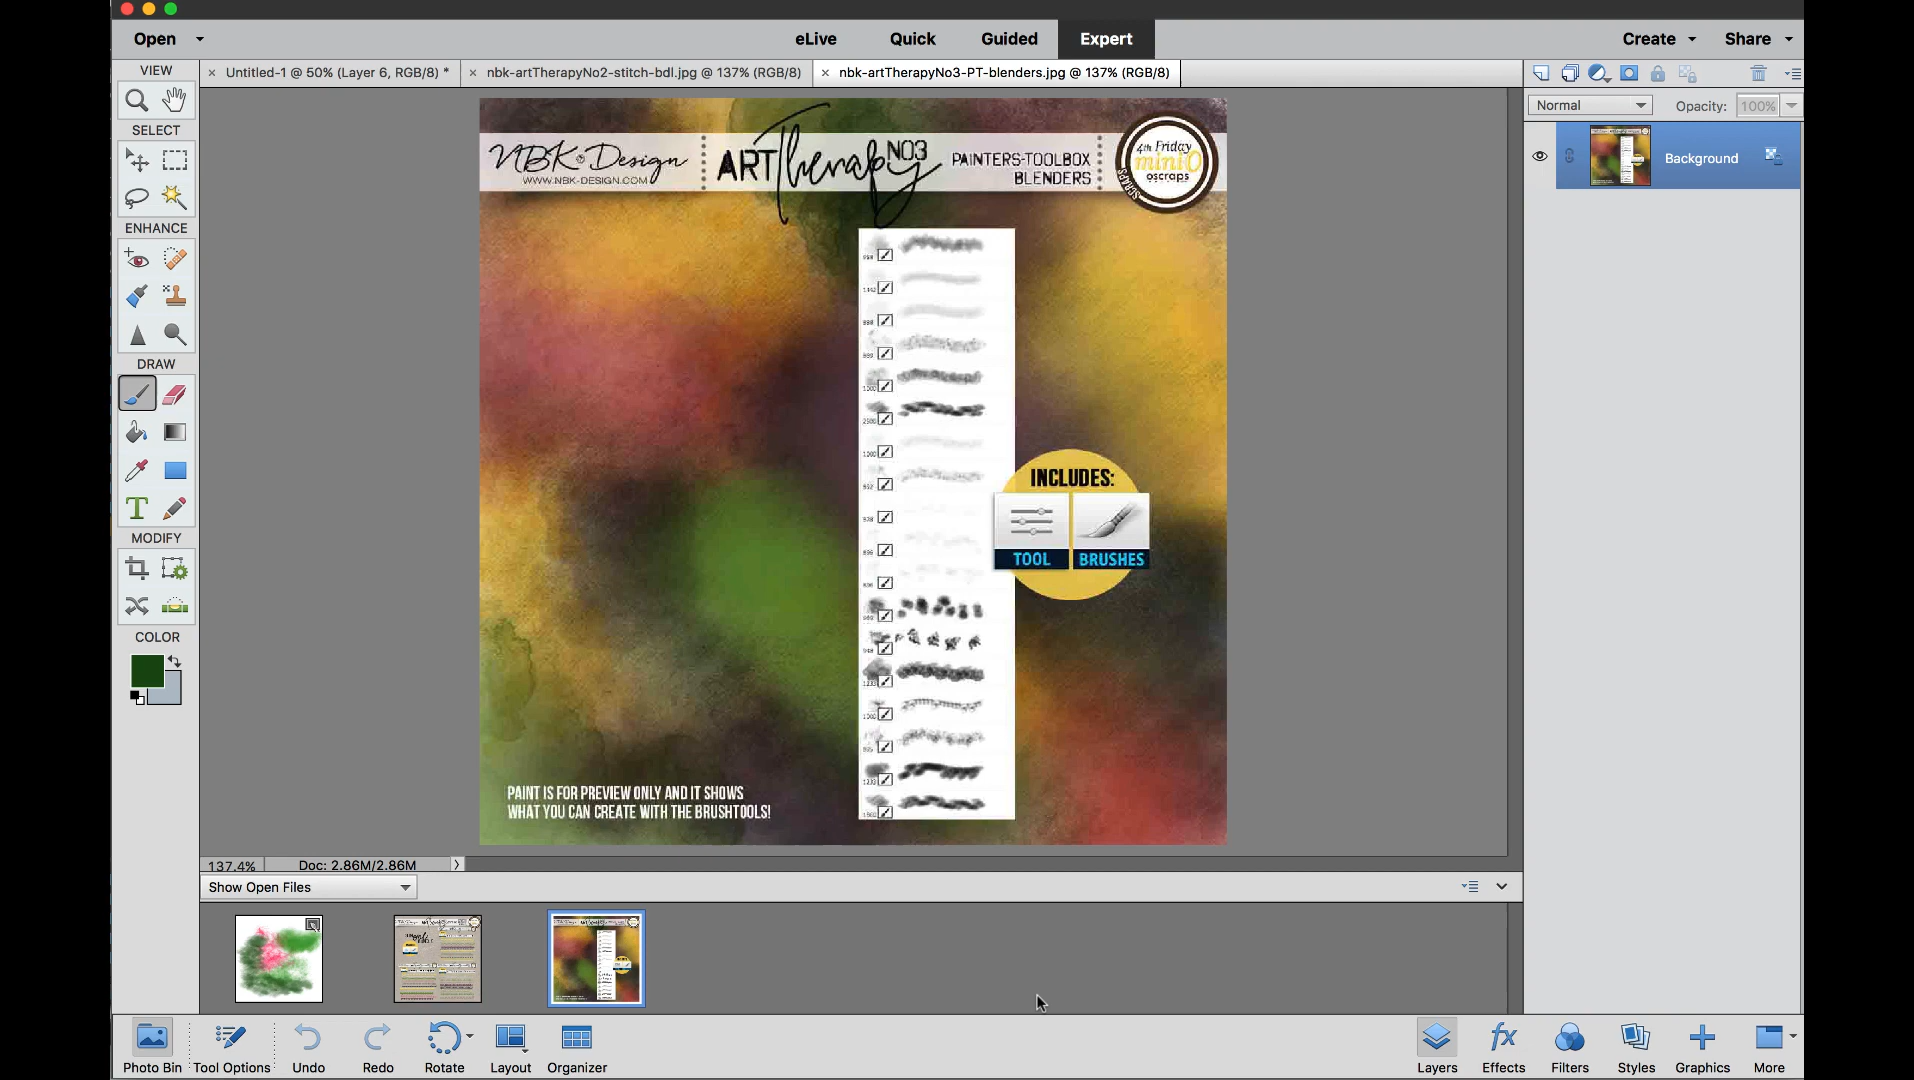 Open
eLive
Quick
Guided
Expert
Create
Share
VIEW
SELECT
ENHANCE
DRAW
MODIFY
COLOR
× Untitled-1 @ 50% (Layer 6, RGB/8) *
× nbk-artTherapyNo2-stitch-bdl.jpg @ 137% (RGB/8)
× nbk-artTherapyNo3-PT-blenders.jpg @ 137% (RGB/8)
Normal
Opacity: 100%
Background
NBK Design
WWW.NBK-DESIGN.COM
ART Therapy NO3
PAINTERS-TOOLBOX
BLENDERS
4th Friday
miniO
oscraps
SCRAPS
INCLUDES:
TOOL
BRUSHES
PAINT IS FOR PREVIEW ONLY AND IT SHOWS
WHAT YOU CAN CREATE WITH THE BRUSHTOOLS!
137.4%
Doc: 2.86M/2.86M
Show Open Files
Photo Bin
Tool Options
Undo
Redo
Rotate
Layout
Organizer
Layers
fx
Effects
Filters
Styles
Graphics
More